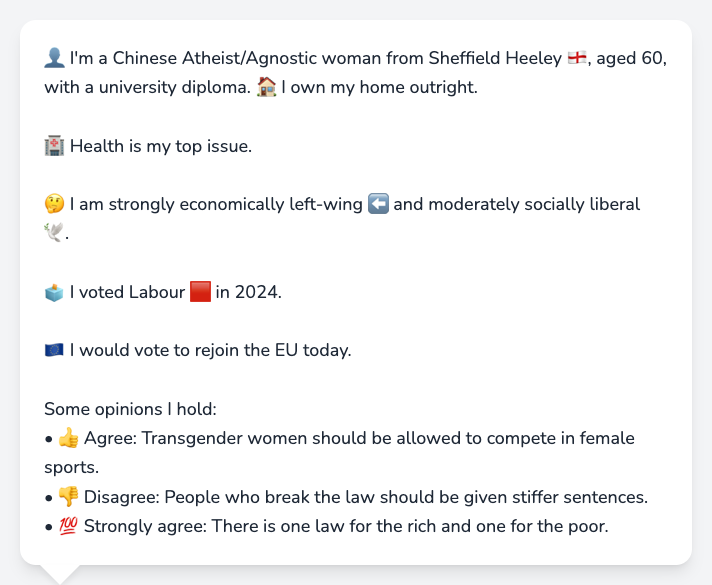 👤 I'm a Chinese Atheist/Agnostic woman from Sheffield Heeley 🏴󠁧󠁢󠁥󠁮󠁧󠁿, aged 60,
with a university diploma. 🏠 I own my home outright.
🏥 Health is my top issue.
🤔 I am strongly economically left-wing ⬅️ and moderately socially liberal
🕊️.
🗳️ I voted Labour 🟥 in 2024.
🇪🇺 I would vote to rejoin the EU today.
Some opinions I hold:
• 👍 Agree: Transgender women should be allowed to compete in female
sports.
• 👎 Disagree: People who break the law should be given stiffer sentences.
• 💯 Strongly agree: There is one law for the rich and one for the poor.